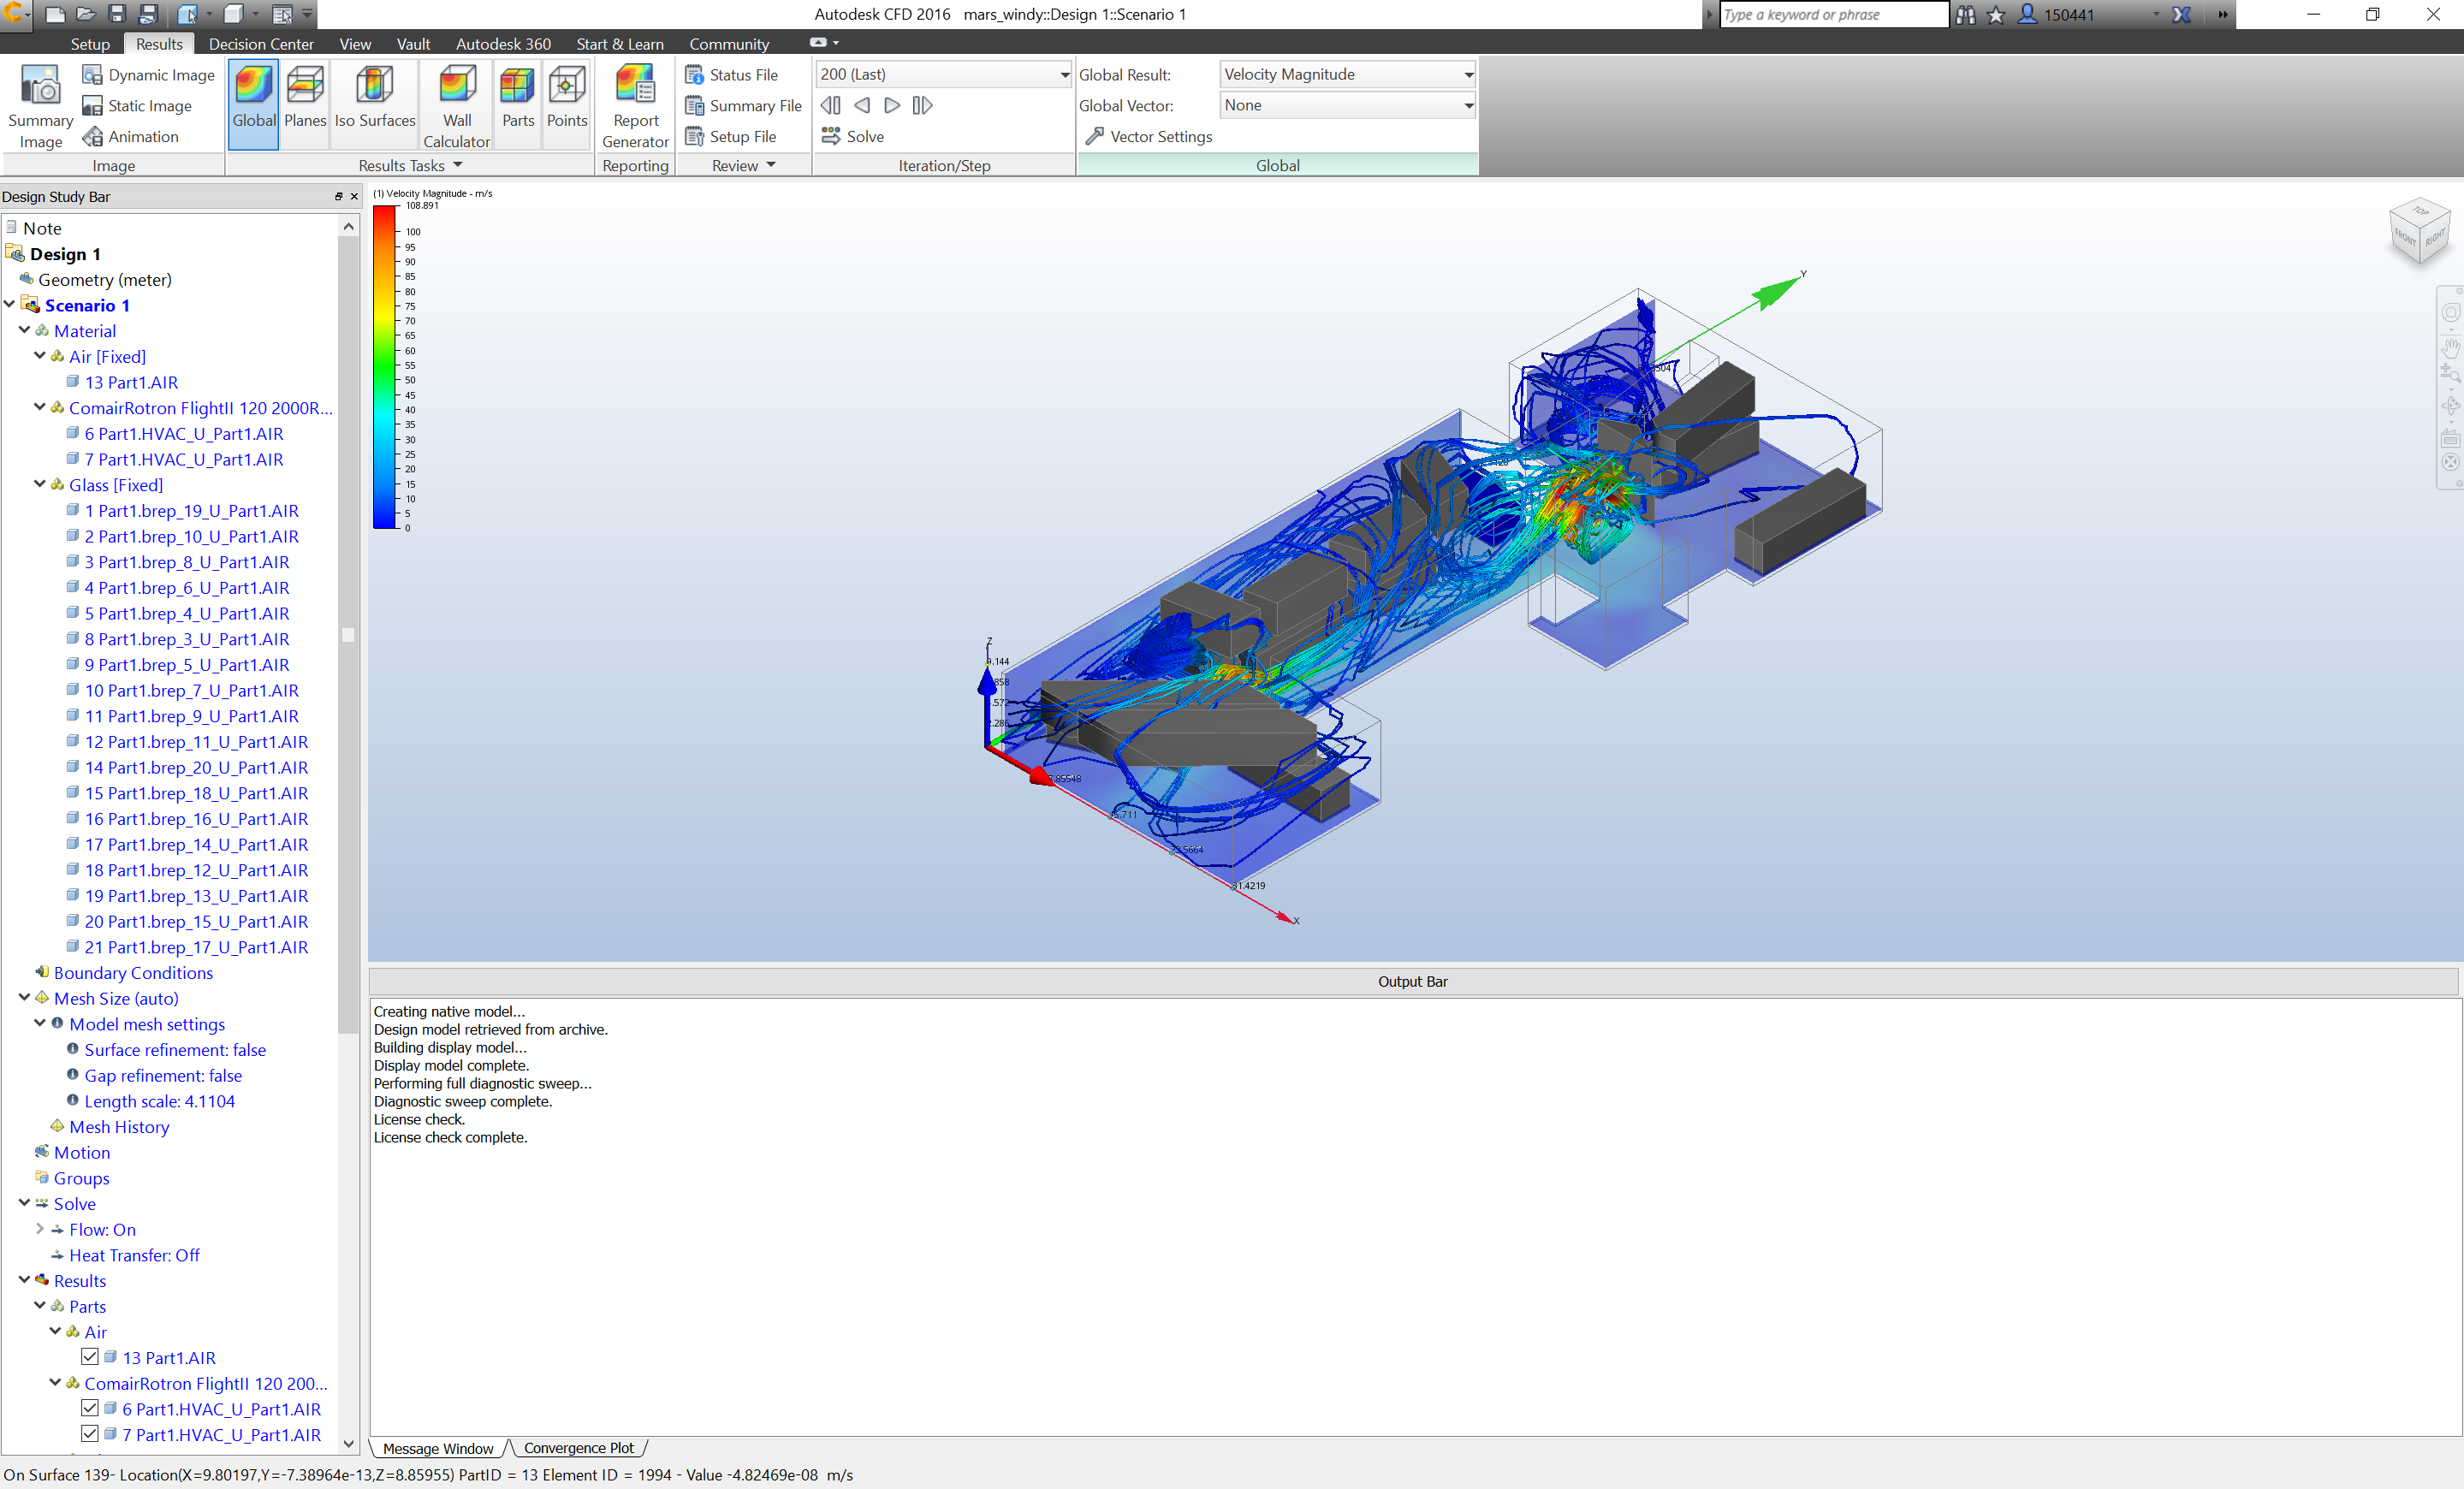 Autodesk CFD 2016 mars_windy::Design 1::Scenario 1
Type a keyword or phrase
150441
Setup Results Decision Center View Vault Autodesk 360 Start & Learn Community
Summary Image
Dynamic Image
Static Image
Animation
Image
Global
Planes
Iso Surfaces
Wall Calculator
Parts
Points
Results Tasks
Report Generator
Reporting
Status File
Summary File
Setup File
Review
200 (Last)
Solve
Iteration/Step
Global Result: Velocity Magnitude
Global Vector: None
Vector Settings
Global
Design Study Bar
Note
Design 1
Geometry (meter)
Scenario 1
Material
Air [Fixed]
13 Part1.AIR
ComairRotron FlightII 120 2000R...
6 Part1.HVAC_U_Part1.AIR
7 Part1.HVAC_U_Part1.AIR
Glass [Fixed]
1 Part1.brep_19_U_Part1.AIR
2 Part1.brep_10_U_Part1.AIR
3 Part1.brep_8_U_Part1.AIR
4 Part1.brep_6_U_Part1.AIR
5 Part1.brep_4_U_Part1.AIR
8 Part1.brep_3_U_Part1.AIR
9 Part1.brep_5_U_Part1.AIR
10 Part1.brep_7_U_Part1.AIR
11 Part1.brep_9_U_Part1.AIR
12 Part1.brep_11_U_Part1.AIR
14 Part1.brep_20_U_Part1.AIR
15 Part1.brep_18_U_Part1.AIR
16 Part1.brep_16_U_Part1.AIR
17 Part1.brep_14_U_Part1.AIR
18 Part1.brep_12_U_Part1.AIR
19 Part1.brep_13_U_Part1.AIR
20 Part1.brep_15_U_Part1.AIR
21 Part1.brep_17_U_Part1.AIR
Boundary Conditions
Mesh Size (auto)
Model mesh settings
Surface refinement: false
Gap refinement: false
Length scale: 4.1104
Mesh History
Motion
Groups
Solve
Flow: On
Heat Transfer: Off
Results
Parts
Air
13 Part1.AIR
ComairRotron FlightII 120 200...
6 Part1.HVAC_U_Part1.AIR
7 Part1.HVAC_U_Part1.AIR
(1) Velocity Magnitude - m/s
108.891
100
95
90
85
80
75
70
65
60
55
50
45
40
35
30
25
20
15
10
5
0
TOP
FRONT
RIGHT
Y
Z
9.144
7.85548
15.711
23.5664
31.4219
X
Output Bar
Creating native model...
Design model retrieved from archive.
Building display model...
Display model complete.
Performing full diagnostic sweep...
Diagnostic sweep complete.
License check.
License check complete.
Message Window Convergence Plot
On Surface 139- Location(X=9.80197,Y=-7.38964e-13,Z=8.85955) PartID = 13 Element ID = 1994 - Value -4.82469e-08 m/s